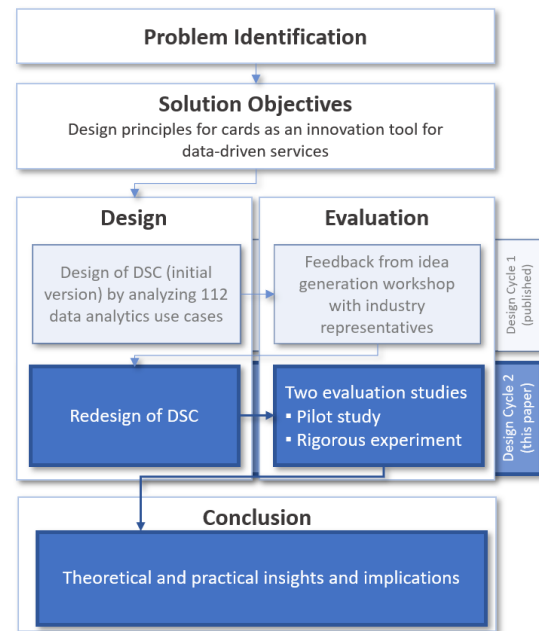 Problem Identification
Solution Objectives
Design principles for cards as an innovation tool for
data-driven services
Design
Evaluation
Design of DSC (initial
version) by analyzing 112
data analytics use cases
Feedback from idea
generation workshop
with industry
representatives
Design Cycle 1
(published)
Redesign of DSC
Two evaluation studies
▪ Pilot study
▪ Rigorous experiment
Design Cycle 2
(this paper)
Conclusion
Theoretical and practical insights and implications